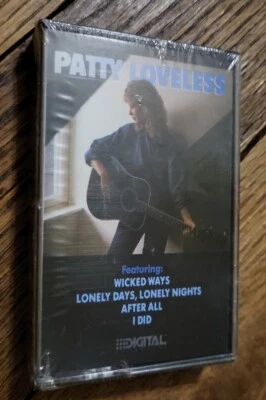 PATTY LOVELESS
Featuring:
WICKED WAYS
LONELY DAYS, LONELY NIGHTS
AFTER ALL
I DID
DIGITAL